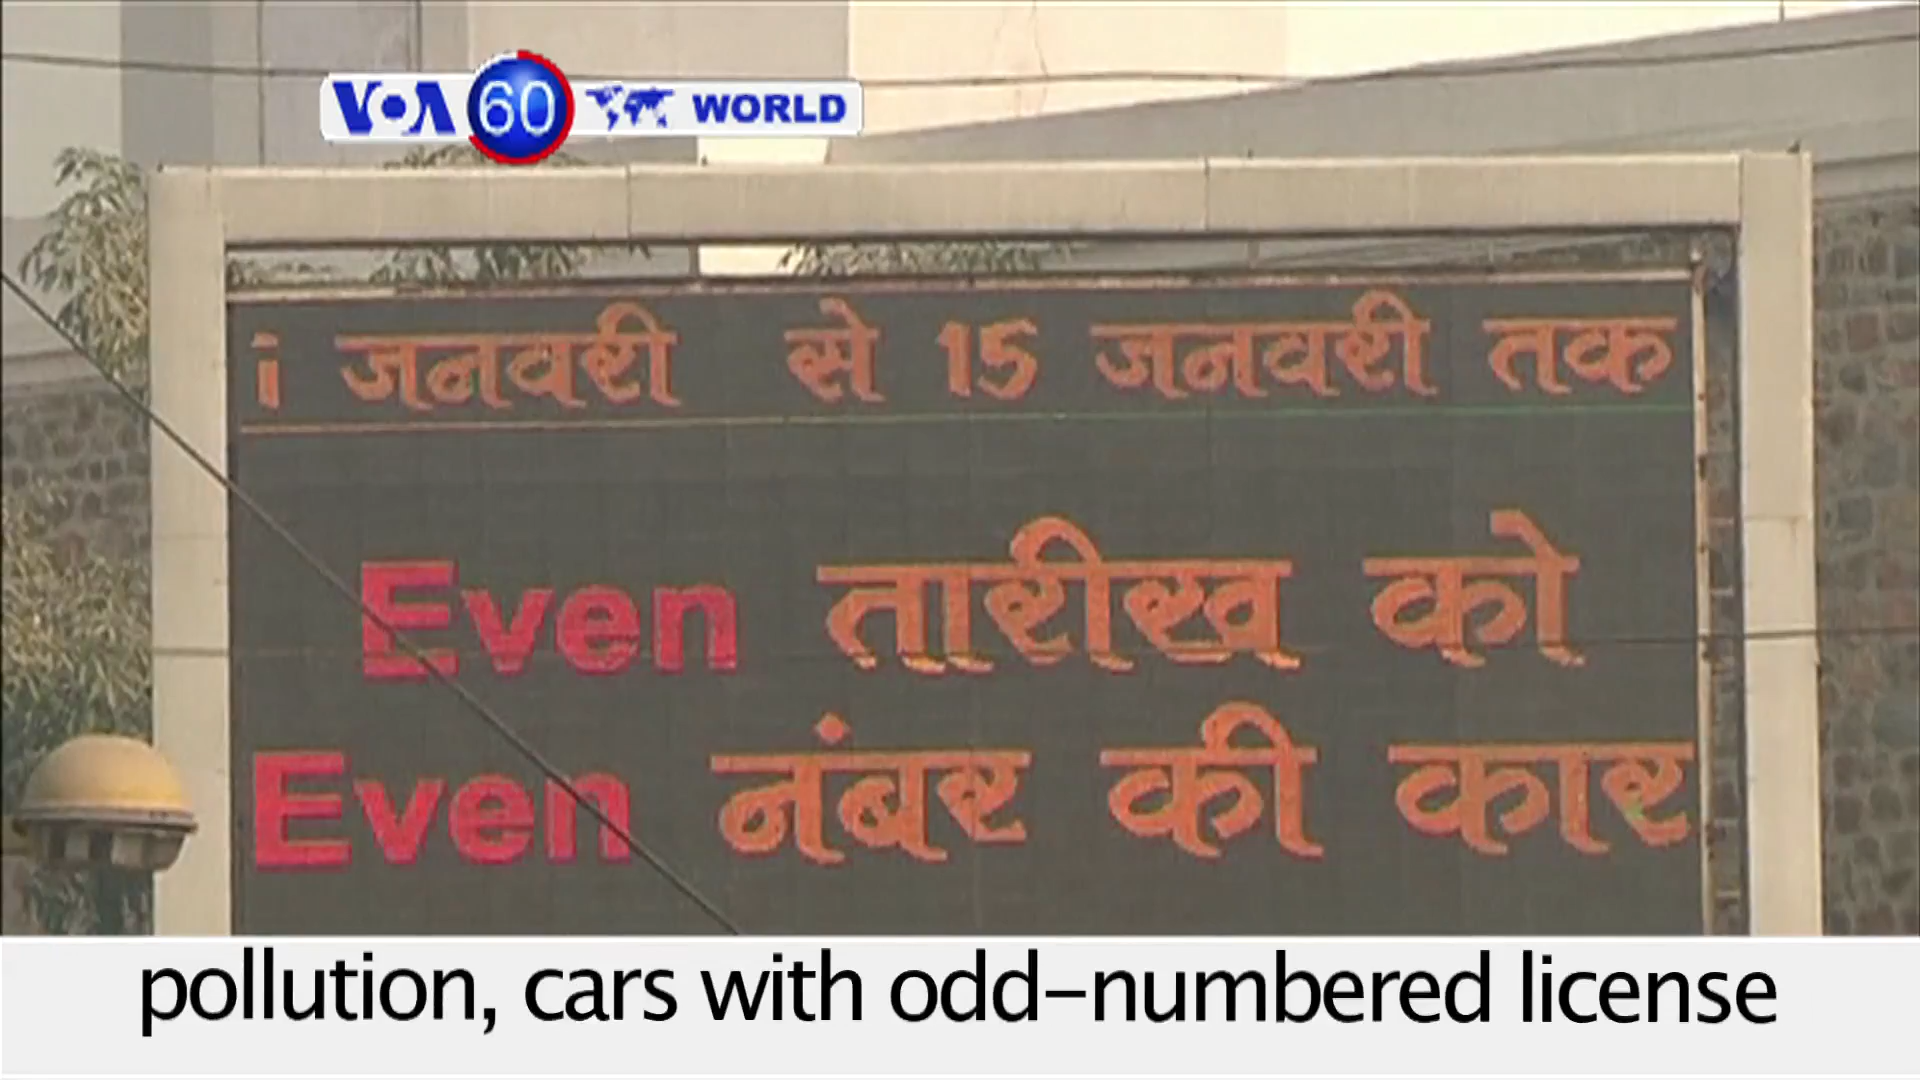 VOA 60 WORLD
1 जनवरी से 15 जनवरी तक
Even तारीख को
Even नंबर की कार
pollution, cars with odd-numbered license